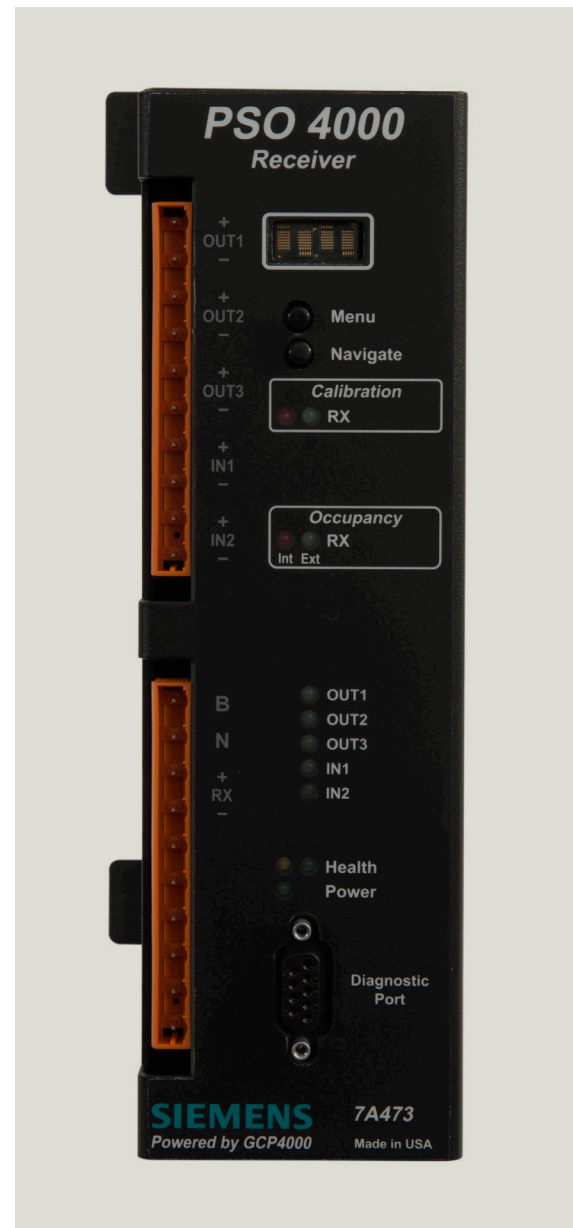 PSO 4000
Receiver
+
OUT1
−
+
OUT2
−
+
OUT3
−
+
IN1
−
+
IN2
−
Menu
Navigate
Calibration
RX
Occupancy
RX
Int Ext
B
N
+
RX
−
OUT1
OUT2
OUT3
IN1
IN2
Health
Power
Diagnostic
Port
SIEMENS 7A473
Powered by GCP4000 Made in USA